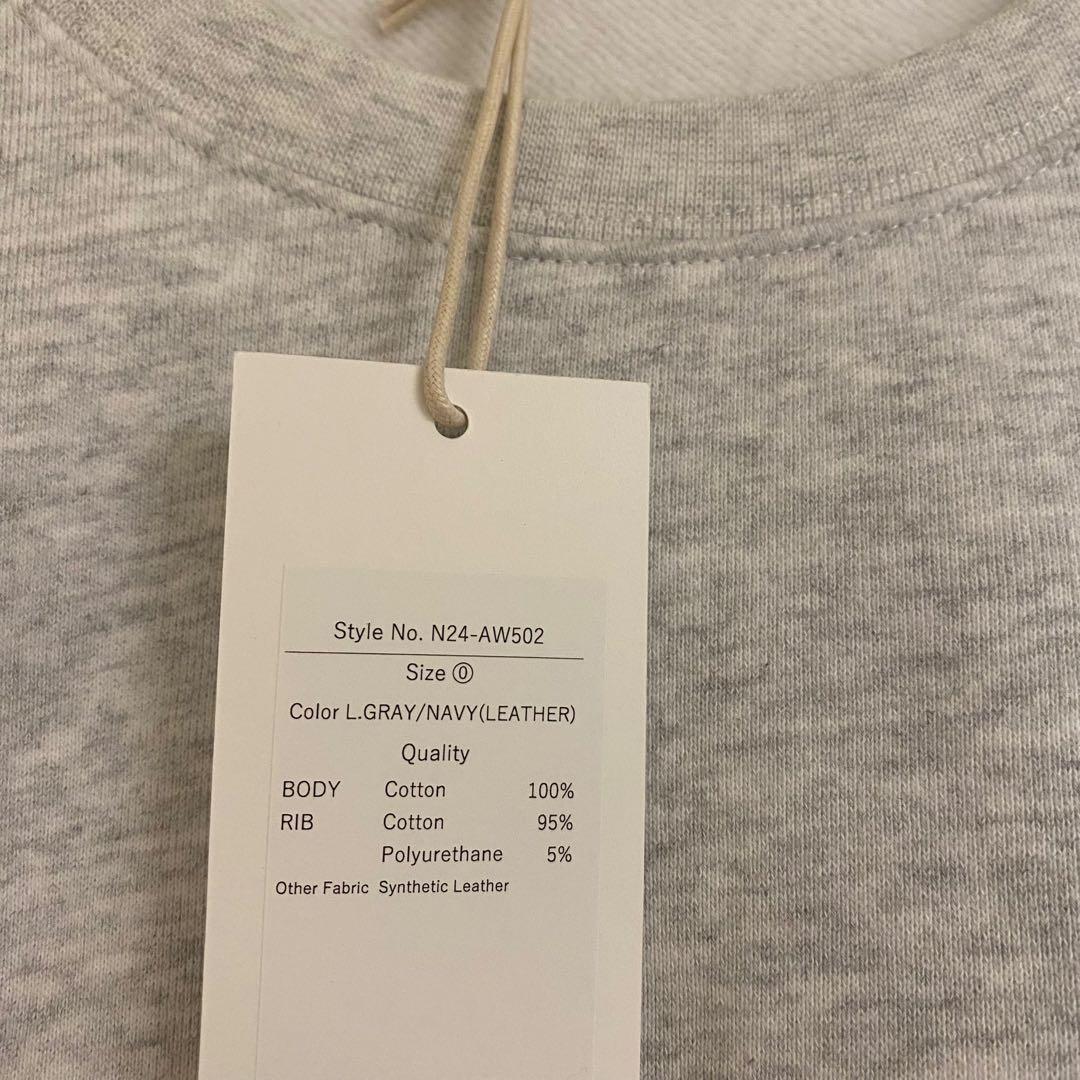 Style No. N24-AW502
Size ⓪
Color L.GRAY/NAVY(LEATHER)
Quality
BODY Cotton 100%
RIB Cotton 95%
Polyurethane 5%
Other Fabric Synthetic Leather